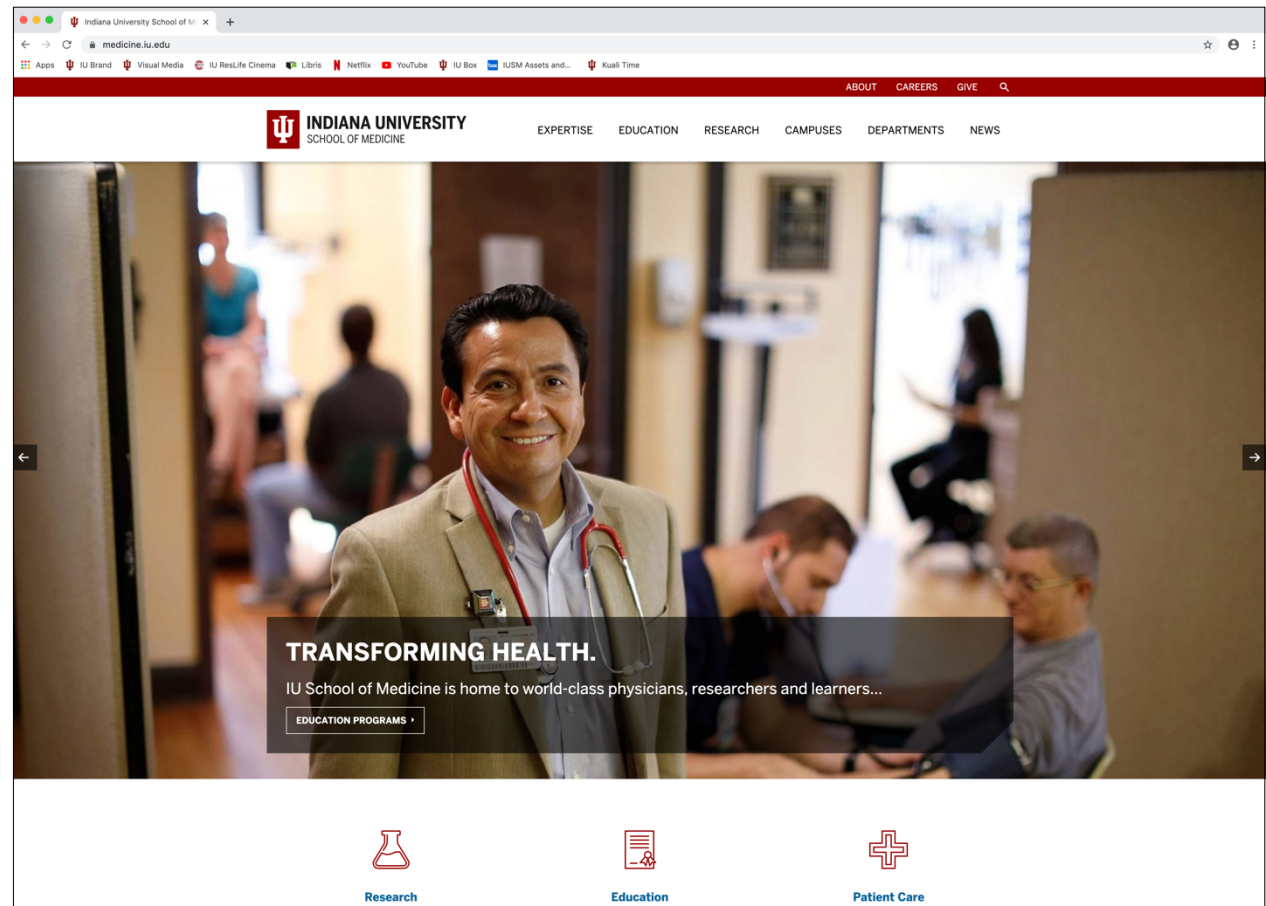 Indiana University School of M
medicine.iu.edu
Apps IU Brand Visual Media IU ResLife Cinema Libris Netflix YouTube IU Box box IUSM Assets and... Kuali Time
ABOUT CAREERS GIVE
INDIANA UNIVERSITY
SCHOOL OF MEDICINE
EXPERTISE EDUCATION RESEARCH CAMPUSES DEPARTMENTS NEWS
TRANSFORMING HEALTH.
IU School of Medicine is home to world-class physicians, researchers and learners...
EDUCATION PROGRAMS
Research Education Patient Care